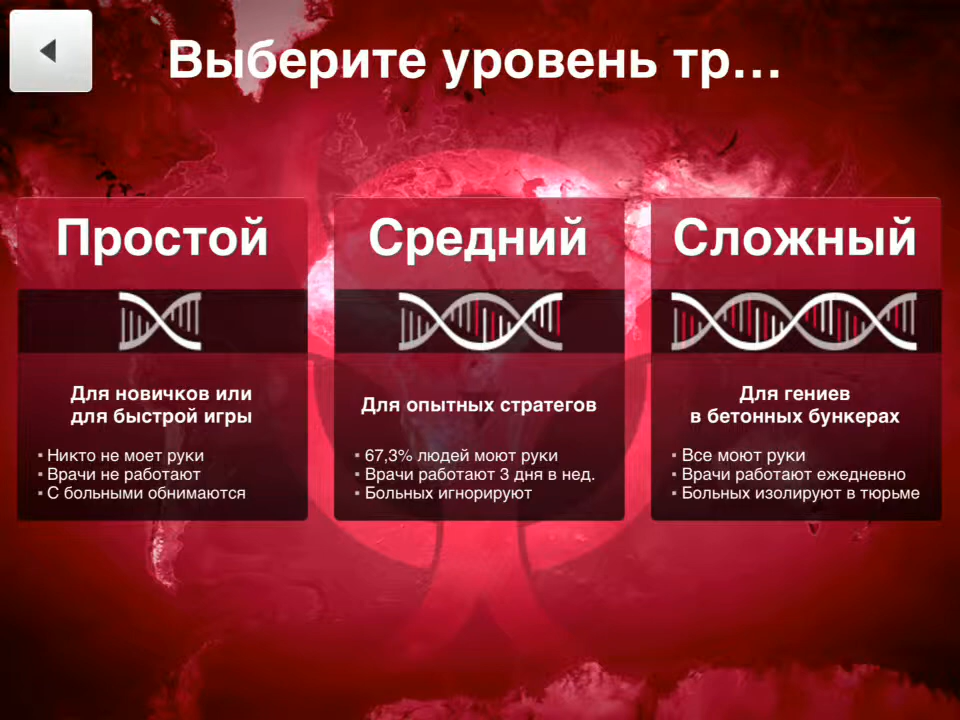 Выберите уровень тр...
Простой
Для новичков или
для быстрой игры
▪ Никто не моет руки
▪ Врачи не работают
▪ С больными обнимаются
Средний
Для опытных стратегов
▪ 67,3% людей моют руки
▪ Врачи работают 3 дня в нед.
▪ Больных игнорируют
Сложный
Для гениев
в бетонных бункерах
▪ Все моют руки
▪ Врачи работают ежедневно
▪ Больных изолируют в тюрьме